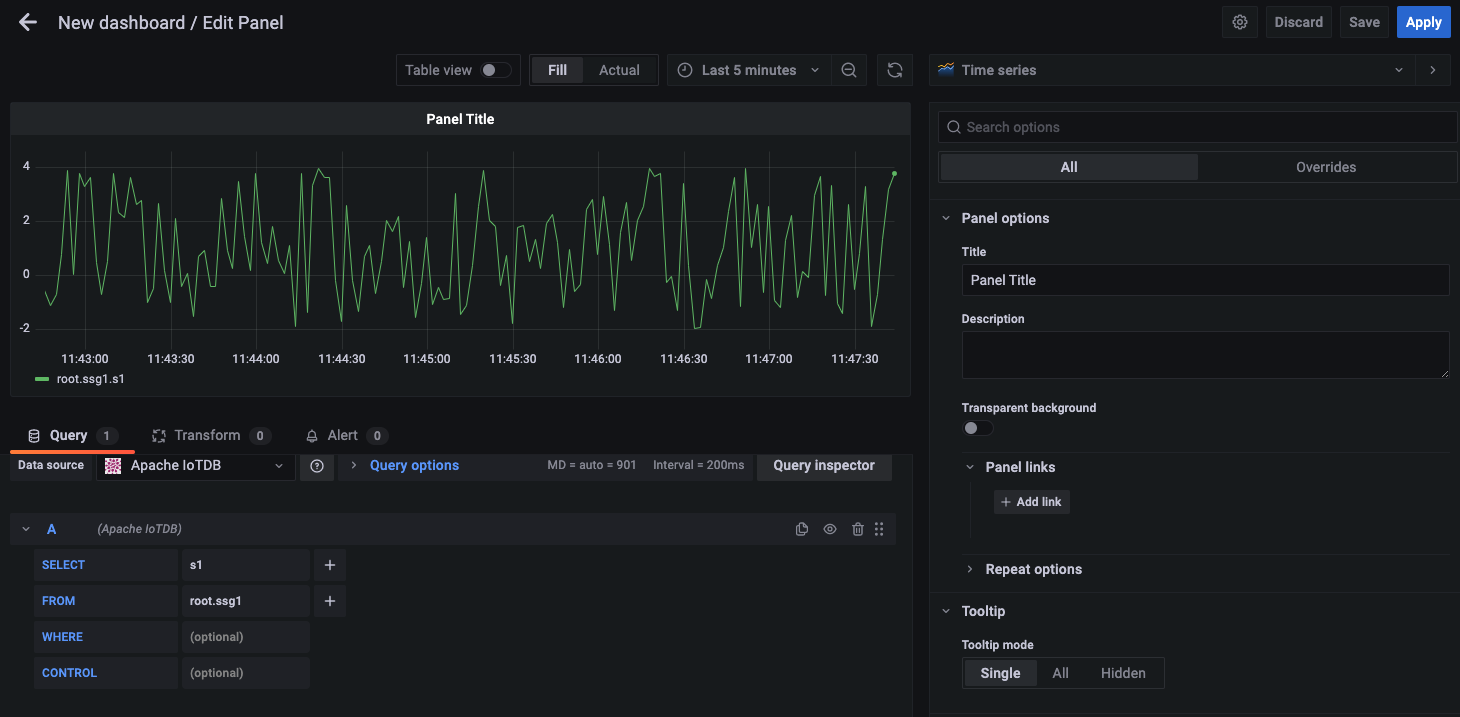 New dashboard / Edit Panel
Discard
Save
Apply
Table view
Fill
Actual
Last 5 minutes
Time series
Panel Title
4
2
0
-2
11:43:00 11:43:30 11:44:00 11:44:30 11:45:00 11:45:30 11:46:00 11:46:30 11:47:00 11:47:30
root.ssg1.s1
Query 1
Transform 0
Alert 0
Data source
Apache IoTDB
Query options
MD = auto = 901
Interval = 200ms
Query inspector
A
(Apache IoTDB)
SELECT
s1
FROM
root.ssg1
WHERE
(optional)
CONTROL
(optional)
Search options
All
Overrides
Panel options
Title
Panel Title
Description
Transparent background
Panel links
+ Add link
Repeat options
Tooltip
Tooltip mode
Single
All
Hidden